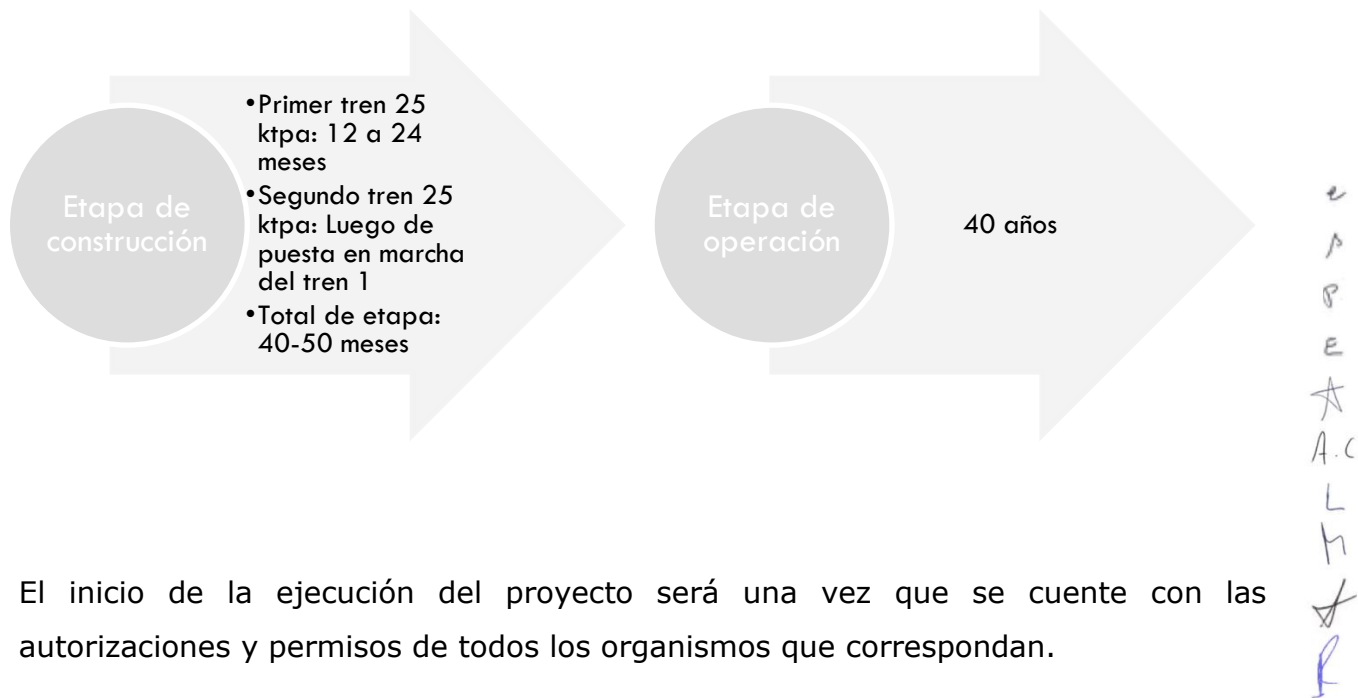 Etapa de
construcción
•Primer tren 25
ktpa: 12 a 24
meses
•Segundo tren 25
ktpa: Luego de
puesta en marcha
del tren 1
•Total de etapa:
40-50 meses
Etapa de
operación
40 años
E
A.C
L
El inicio de la ejecución del proyecto será una vez que se cuente con las
autorizaciones y permisos de todos los organismos que correspondan.